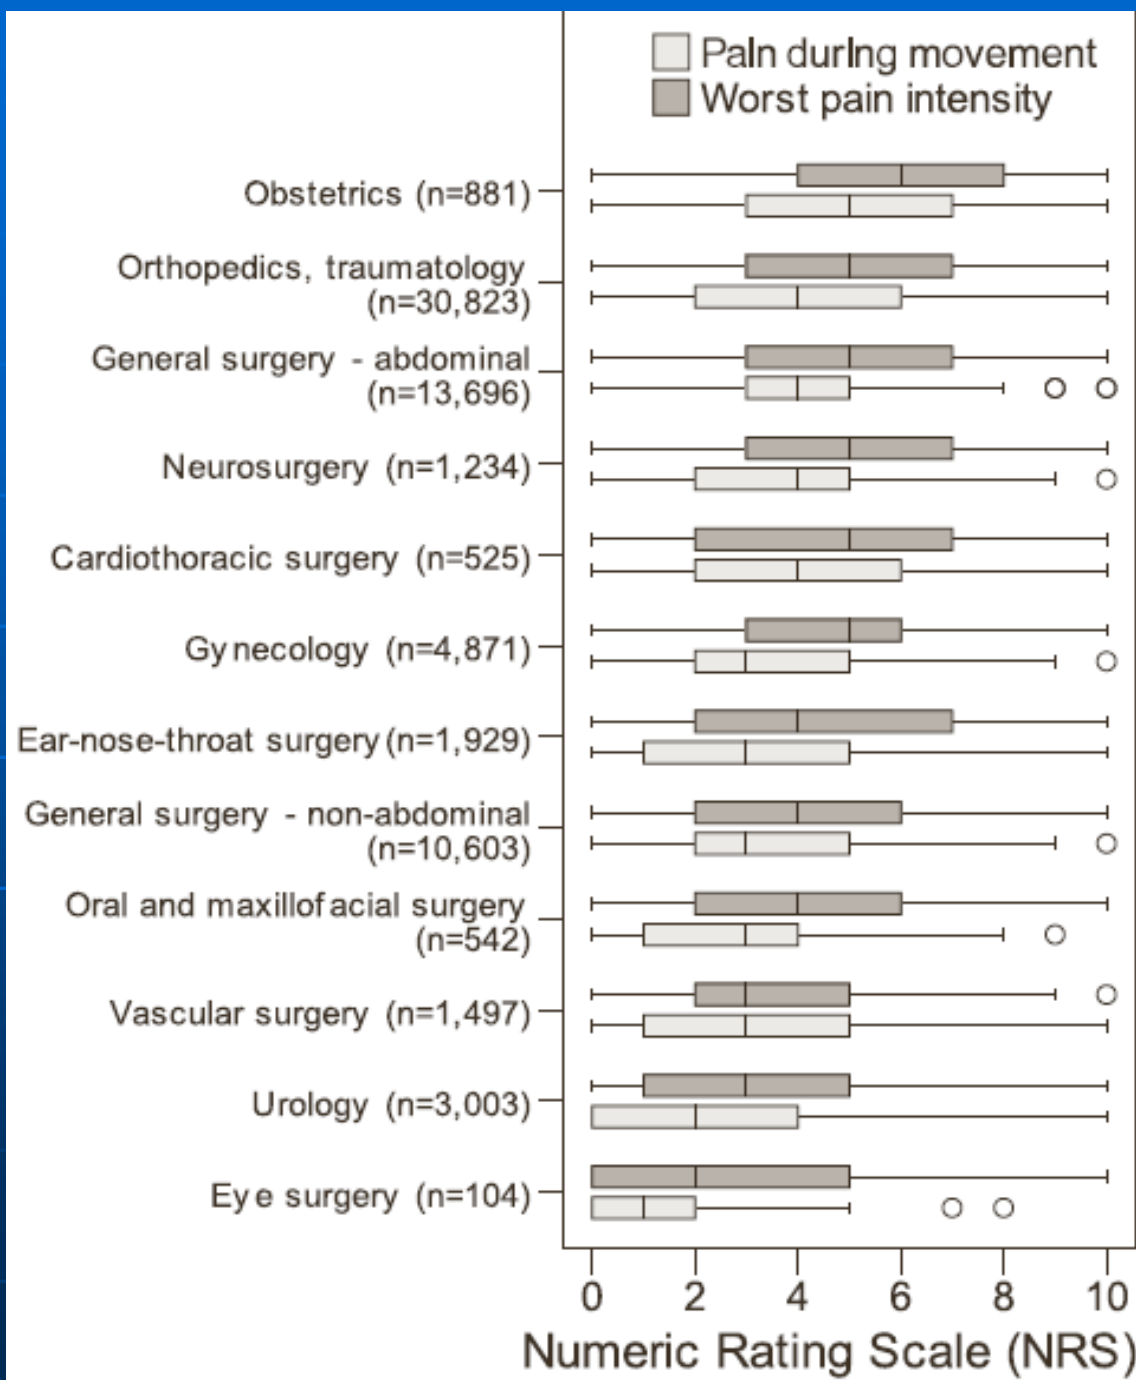 Pain during movement
Worst pain intensity
Obstetrics (n=881)
Orthopedics, traumatology
(n=30,823)
General surgery - abdominal
(n=13,696)
Neurosurgery (n=1,234)
Cardiothoracic surgery (n=525)
Gynecology (n=4,871)
Ear-nose-throat surgery (n=1,929)
General surgery - non-abdominal
(n=10,603)
Oral and maxillofacial surgery
(n=542)
Vascular surgery (n=1,497)
Urology (n=3,003)
Eye surgery (n=104)
0 2 4 6 8 10
Numeric Rating Scale (NRS)